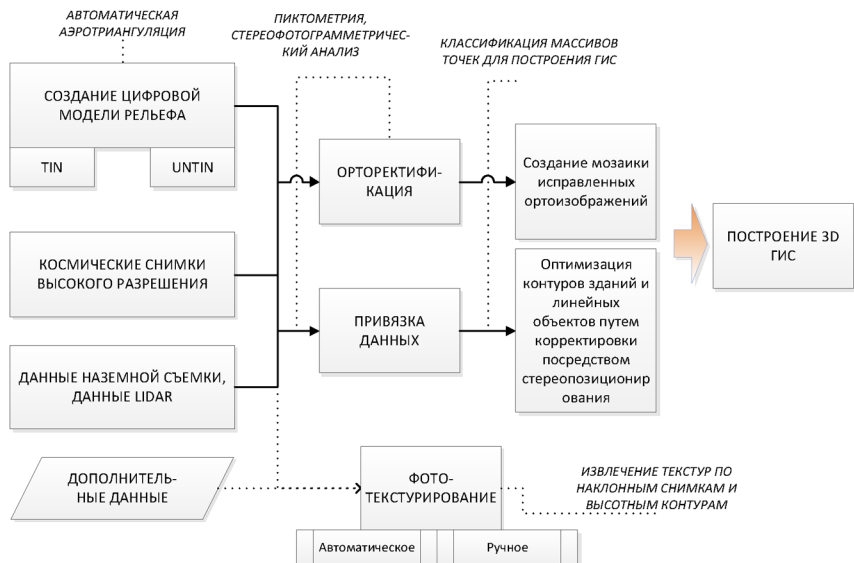 АВТОМАТИЧЕСКАЯ
АЭРОТРИАНГУЛЯЦИЯ
ПИКТОМЕТРИЯ,
СТЕРЕОФОТОГРАММЕТРИЧЕС-
КИЙ АНАЛИЗ
КЛАССИФИКАЦИЯ МАССИВОВ
ТОЧЕК ДЛЯ ПОСТРОЕНИЯ ГИС
СОЗДАНИЕ ЦИФРОВОЙ
МОДЕЛИ РЕЛЬЕФА
TIN
UNTIN
ОРТОРЕКТИФИ-
КАЦИЯ
Создание мозаики
исправленных
ортоизображений
ПОСТРОЕНИЕ 3D
ГИС
КОСМИЧЕСКИЕ СНИМКИ
ВЫСОКОГО РАЗРЕШЕНИЯ
ПРИВЯЗКА
ДАННЫХ
Оптимизация
контуров зданий и
линейных
объектов путем
корректировки
посредством
стереопозиционир
ования
ДАННЫЕ НАЗЕМНОЙ СЪЕМКИ,
ДАННЫЕ LIDAR
ДОПОЛНИТЕЛЬ-
НЫЕ ДАННЫЕ
ФОТО-
ТЕКСТУРИРОВАНИЕ
Автоматическое
Ручное
ИЗВЛЕЧЕНИЕ ТЕКСТУР ПО
НАКЛОННЫМ СНИМКАМ И
ВЫСОТНЫМ КОНТУРАМ